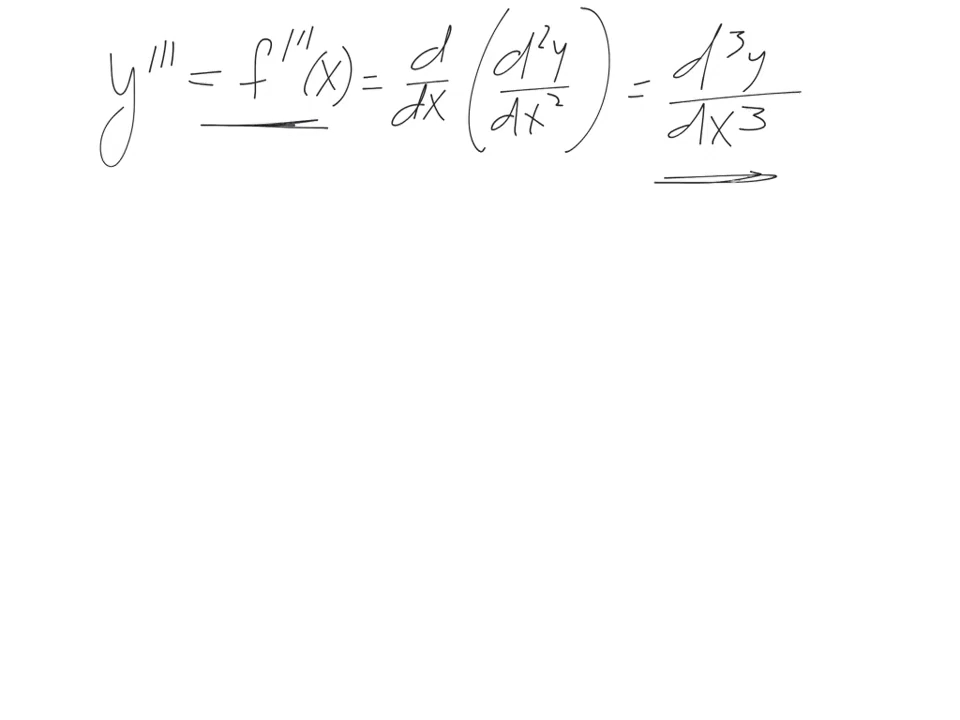 y''' = f'''(x) = d/dx (d²y/dx²) = d³y/dx³